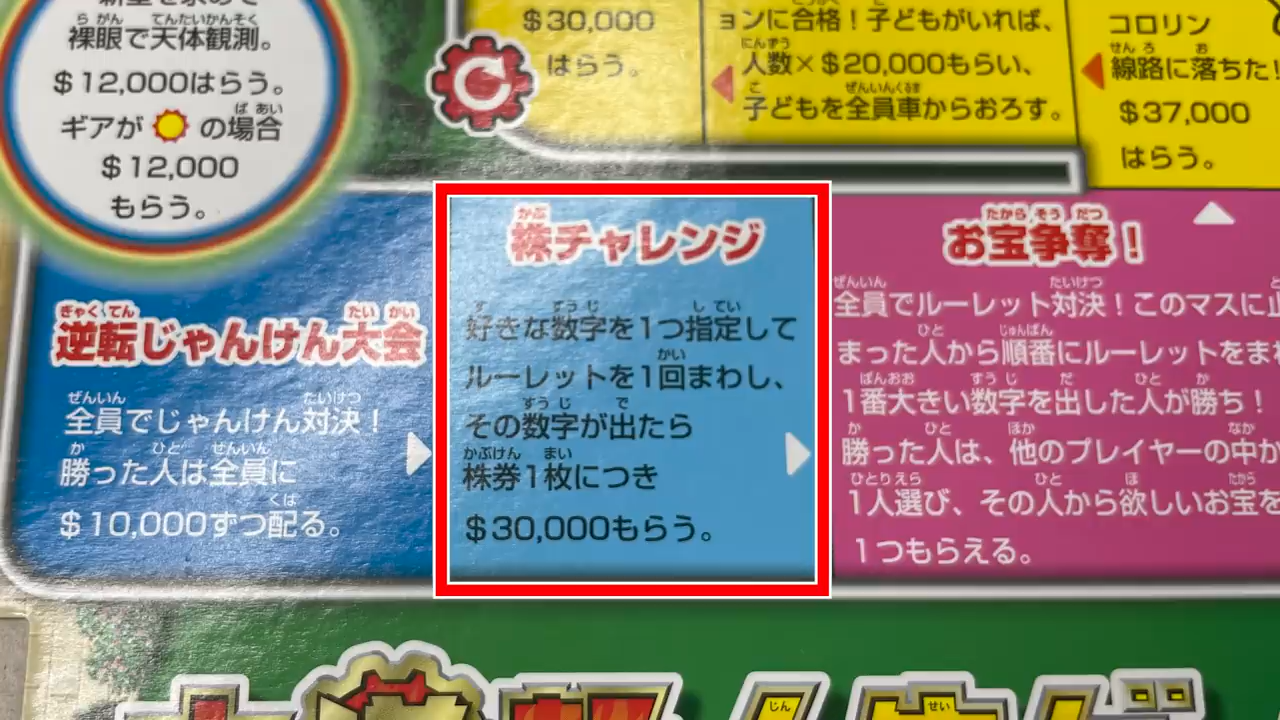 裸眼で天体観測。
$12,000はらう。
ギアが の場合
$12,000
もらう。
$30,000
はらう。
ョンに合格！子どもがいれば、
人数×$20,000もらい、
子どもを全員車からおろす。
コロリン
線路に落ちた！
$37,000
はらう。
逆転じゃんけん大会
全員でじゃんけん対決！
勝った人は全員に
$10,000ずつ配る。
株チャレンジ
好きな数字を1つ指定して
ルーレットを1回まわし、
その数字が出たら
株券1枚につき
$30,000もらう。
お宝争奪！
全員でルーレット対決！このマスに止
まった人から順番にルーレットをまわ
1番大きい数字を出した人が勝ち！
勝った人は、他のプレイヤーの中か
1人選び、その人から欲しいお宝を
1つもらえる。